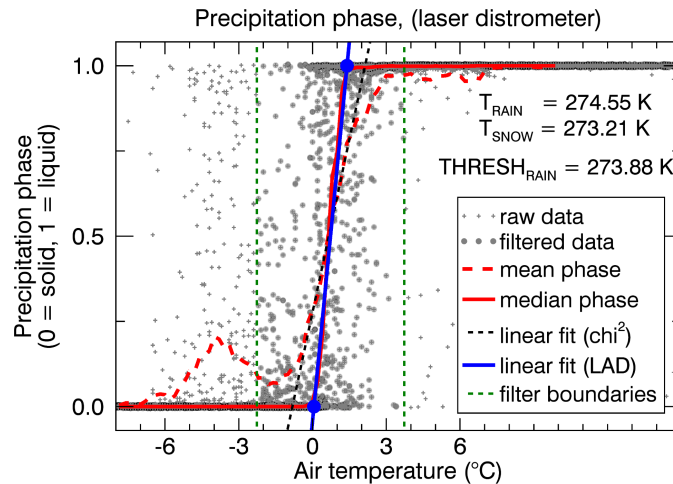 Precipitation phase, (laser distrometer)
1.0
0.5
0.0
Precipitation phase
(0 = solid, 1 = liquid)
T_RAIN = 274.55 K
T_SNOW = 273.21 K
THRESH_RAIN = 273.88 K
raw data
filtered data
mean phase
median phase
linear fit (chi²)
linear fit (LAD)
filter boundaries
-6 -3 0 3 6
Air temperature (°C)